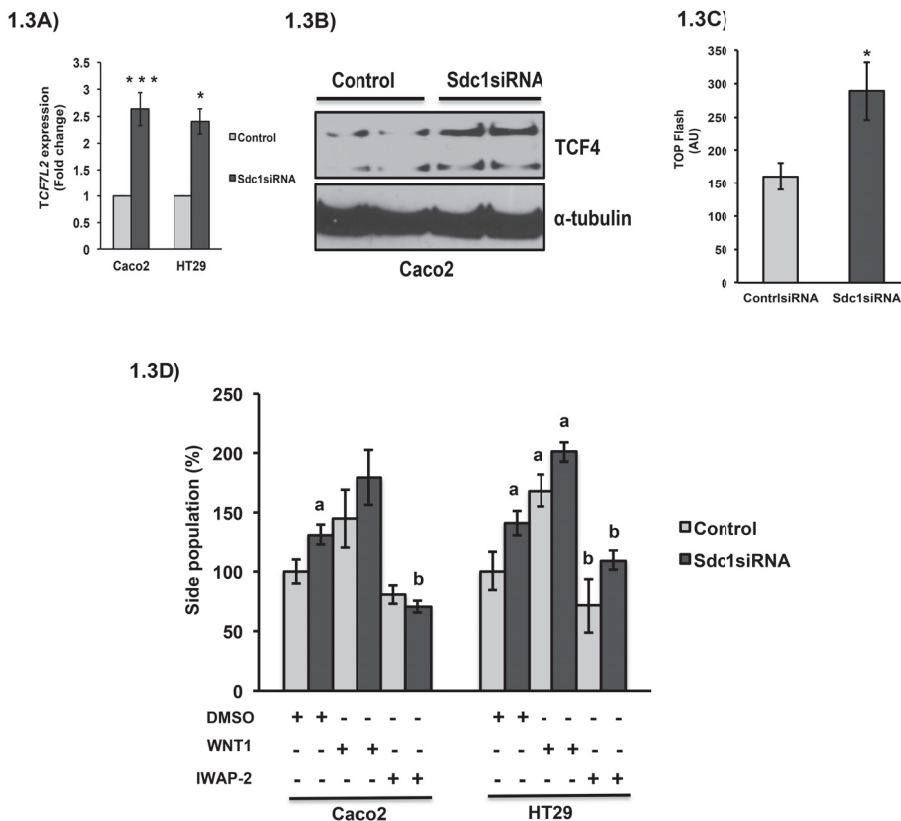 1.3A)
TCF7L2 expression
(Fold change)
3.5
3
2.5
2
1.5
1
0.5
0
***
*
Control
Sdc1siRNA
Caco2 HT29
1.3B)
Control Sdc1siRNA
TCF4
α-tubulin
Caco2
1.3C)
TOP Flash
(AU)
350
300
250
200
150
100
50
0
*
ContrlsiRNA Sdc1siRNA
1.3D)
Side population (%)
250
200
150
100
50
0
a b a a a b b
Control
Sdc1siRNA
DMSO + + - - - - + + - - - -
WNT1 - - + + - - - - + + - -
IWAP-2 - - - - + + - - - - + +
Caco2 HT29